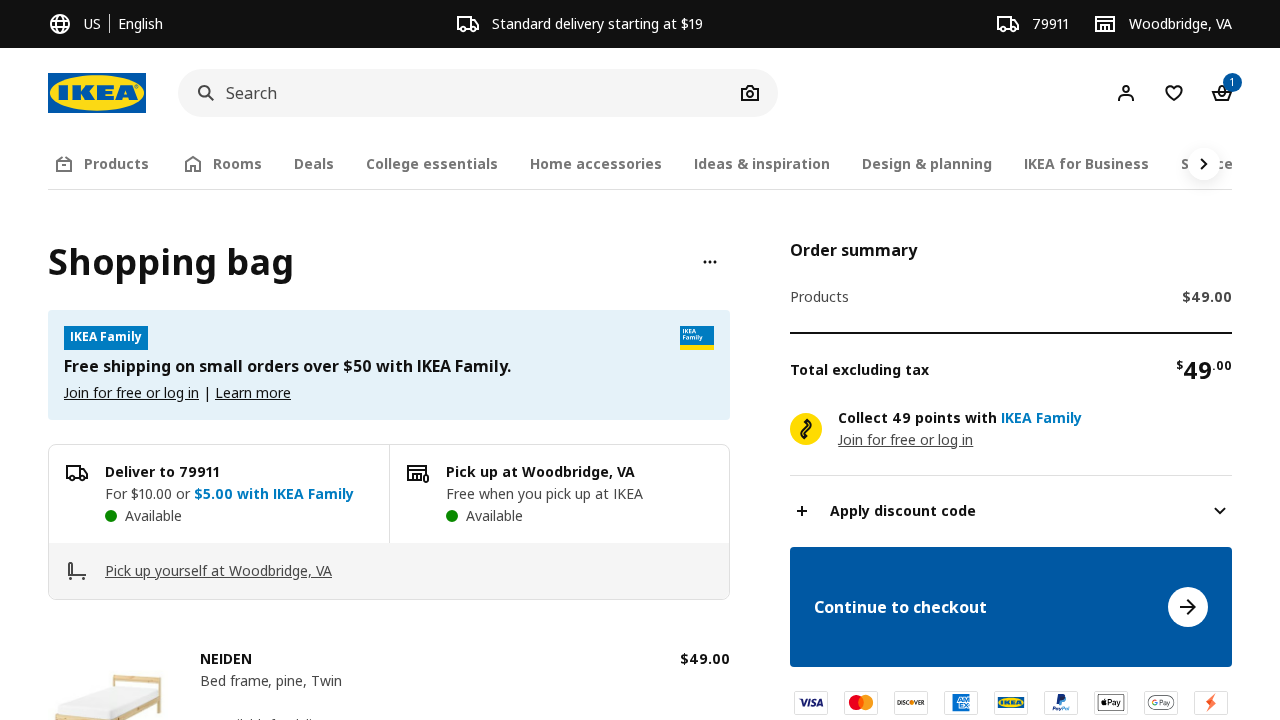 US | English
Standard delivery starting at $19
79911
Woodbridge, VA
IKEA
Search
1
Products
Rooms
Deals
College essentials
Home accessories
Ideas & inspiration
Design & planning
IKEA for Business
Shopping bag
IKEA Family
IKEA
Family
Free shipping on small orders over $50 with IKEA Family.
Join for free or log in | Learn more
Deliver to 79911
For $10.00 or $5.00 with IKEA Family
Available
Pick up at Woodbridge, VA
Free when you pick up at IKEA
Available
Pick up yourself at Woodbridge, VA
NEIDEN
$49.00
Bed frame, pine, Twin
Order summary
Products
$49.00
Total excluding tax
$49.00
Collect 49 points with IKEA Family
Join for free or log in
Apply discount code
Continue to checkout
VISA
DISCOVER
AM
EX
IKEA
PayPal
Pay
G Pay